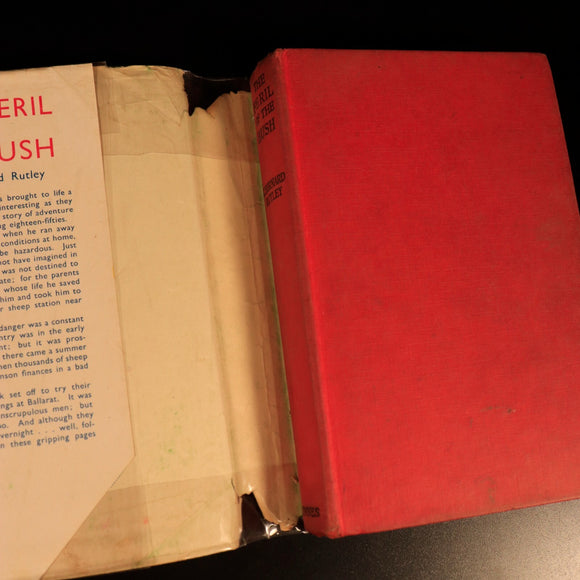 ERIL
USH
d Rutley
s brought to life a
interesting as they
story of adventure
g eighteen-fifties.
when he ran away
conditions at home,
be hazardous. Just
not have imagined in
was not destined to
ate; for the parents
whose life he saved
him and took him to
r sheep station near
danger was a constant
ntry was in the early
nt; but it was pros-
there came a summer
hen thousands of sheep
nson finances in a bad
k set off to try their
ings at Ballarat. It was
nscrupulous men; but
oo. And although they
vernight . . . well, fol-
n these gripping pages
THE
PERIL
OF THE
BUSH
BERNARD
RUTLEY